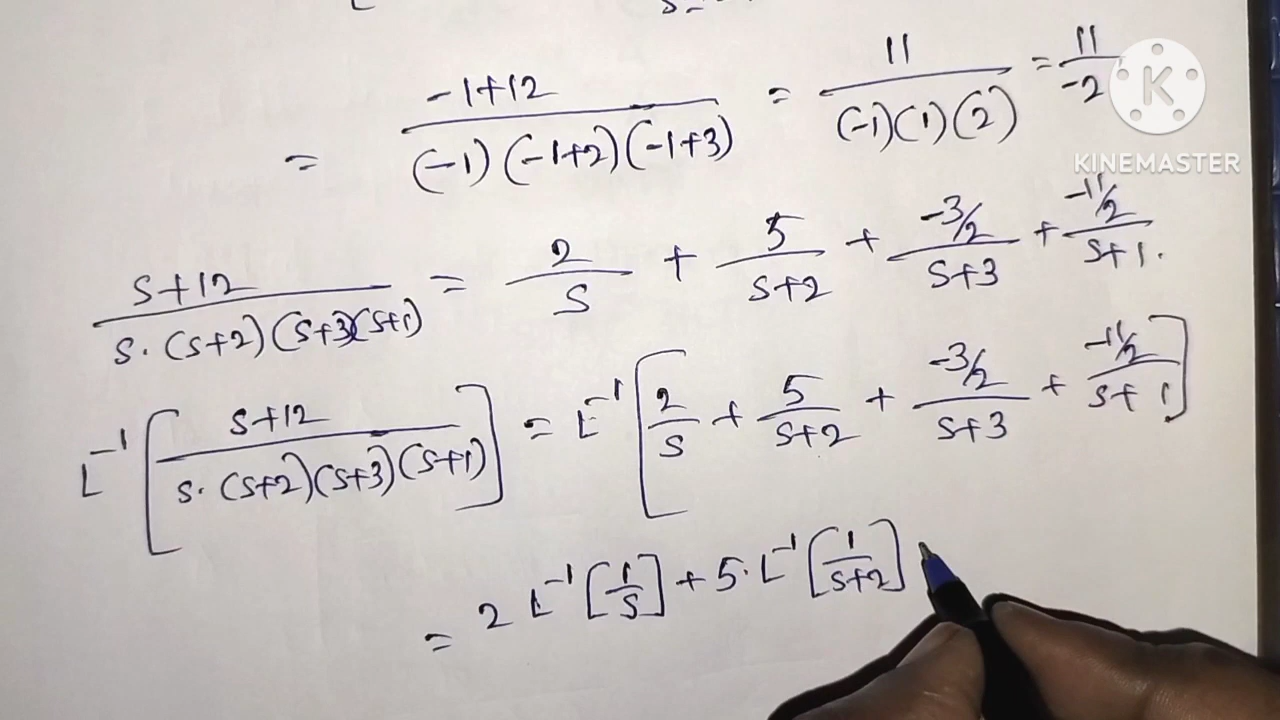 = -1+12 / (-1) (-1+2) (-1+3) = 11 / (-1) (1) (2) = 11 / -2
K
KINEMASTER
s+12 / s. (s+2) (s+3)(s+1) = 2 / s + 5 / s+2 + -3/2 / s+3 + -11/2 / s+1.
L⁻¹ [ s+12 / s. (s+2)(s+3)(s+1) ] = L⁻¹ [ 2 / s + 5 / s+2 + -3/2 / s+3 + -11/2 / s+1 ]
= 2 L⁻¹ [ 1 / s ] + 5. L⁻¹ [ 1 / s+2 ]